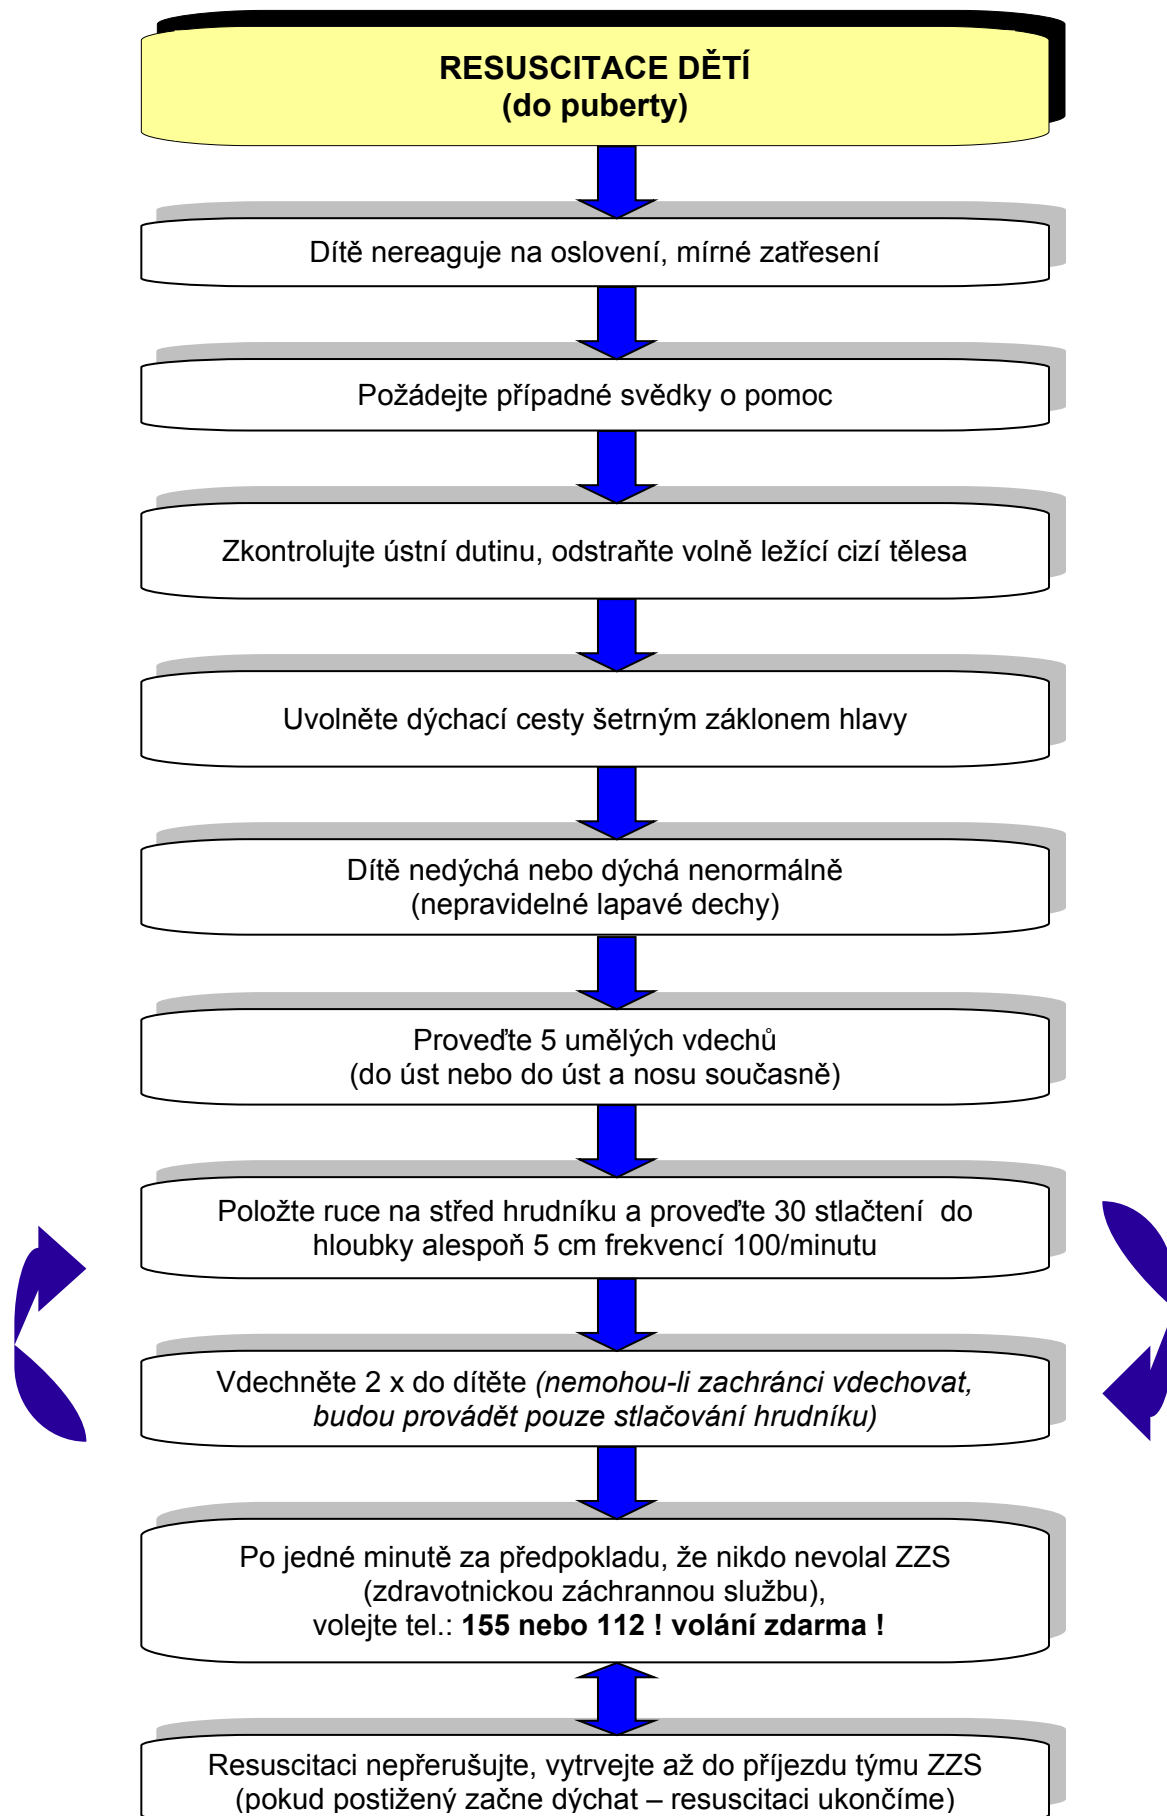 RESUSCITACE DĚTÍ
(do puberty)
Dítě nereaguje na oslovení, mírné zatřesení
Požádejte případné svědky o pomoc
Zkontrolujte ústní dutinu, odstraňte volně ležící cizí tělesa
Uvolněte dýchací cesty šetrným záklonem hlavy
Dítě nedýchá nebo dýchá nenormálně
(nepravidelné lapavé dechy)
Proveďte 5 umělých vdechů
(do úst nebo do úst a nosu současně)
Položte ruce na střed hrudníku a proveďte 30 stlačtení  do
hloubky alespoň 5 cm frekvencí 100/minutu
Vdechněte 2 x do dítěte (nemohou-li zachránci vdechovat,
budou provádět pouze stlačování hrudníku)
Po jedné minutě za předpokladu, že nikdo nevolal ZZS
(zdravotnickou záchrannou službu),
volejte tel.: 155 nebo 112 ! volání zdarma !
Resuscitaci nepřerušujte, vytrvejte až do příjezdu týmu ZZS
(pokud postižený začne dýchat – resuscitaci ukončíme)